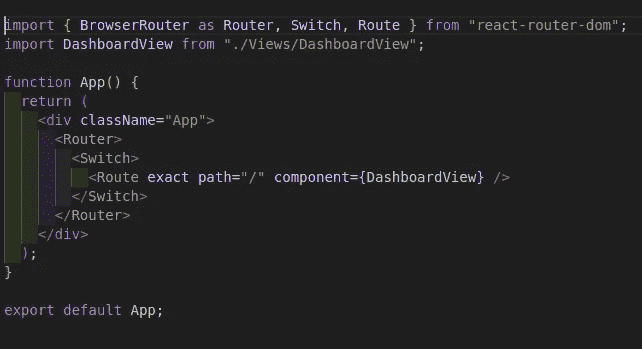 import { BrowserRouter as Router, Switch, Route } from "react-router-dom";
import DashboardView from "./Views/DashboardView";

function App() {
  return (
    <div className="App">
      <Router>
        <Switch>
          <Route exact path="/" component={DashboardView} />
        </Switch>
      </Router>
    </div>
  );
}

export default App;